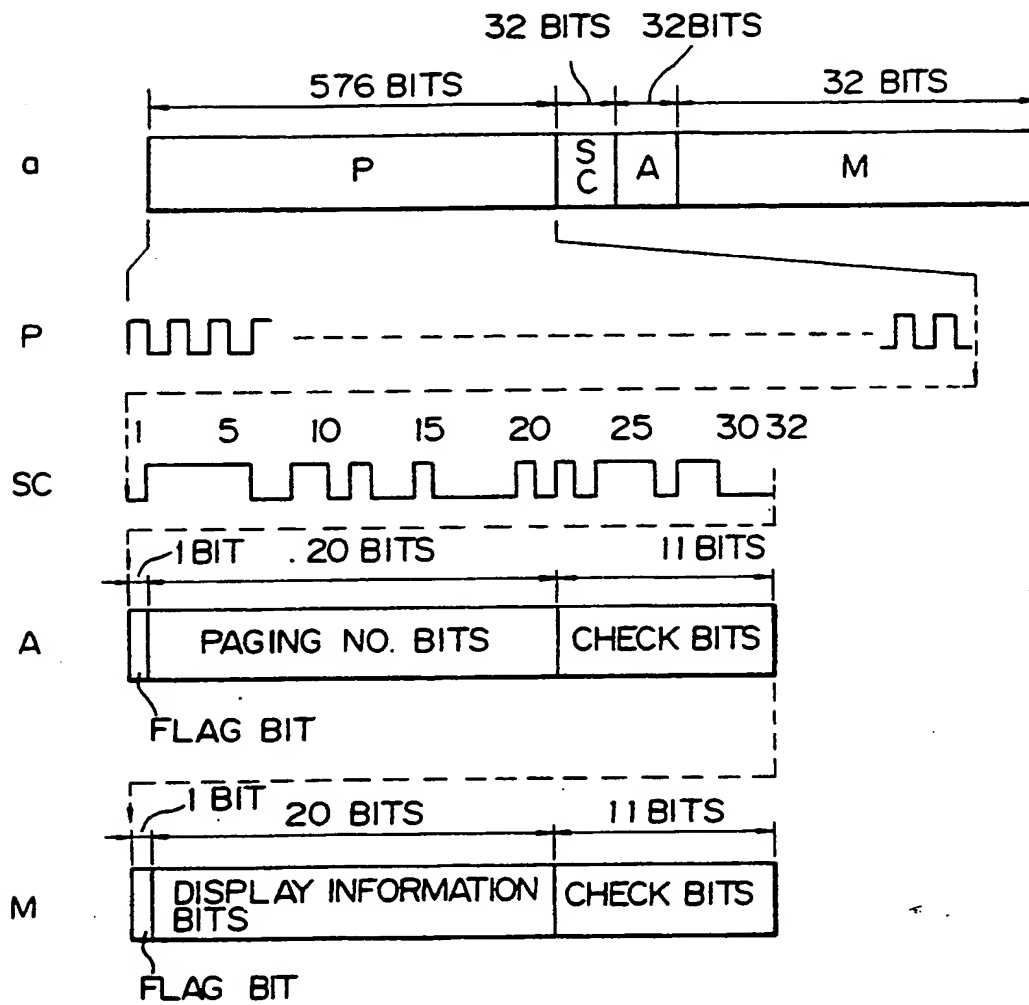 32 BITS 32BITS
576 BITS 32 BITS
a P SC A M
P
1 5 10 15 20 25 30 32
SC
1 BIT 20 BITS 11 BITS
A PAGING NO. BITS CHECK BITS
FLAG BIT
1 BIT 20 BITS 11 BITS
M DISPLAY INFORMATION BITS CHECK BITS
FLAG BIT